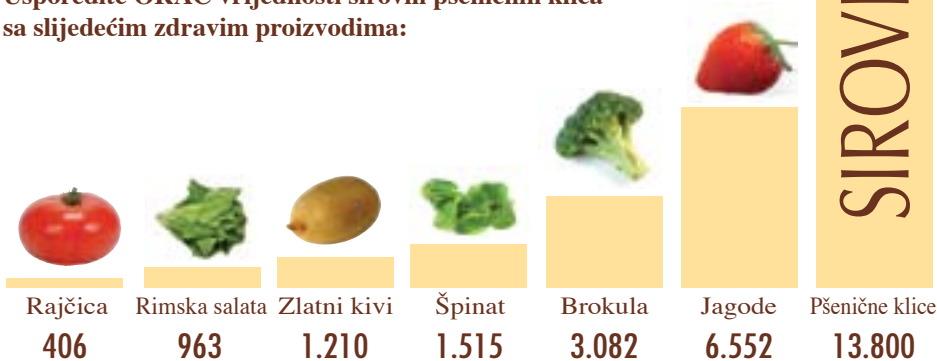 sa slijedećim zdravim proizvodima:
SIROV
Rajčica
Rimska salata
Zlatni kivi
Špinat
Brokula
Jagode
Pšenične klice
406
963
1.210
1.515
3.082
6.552
13.800